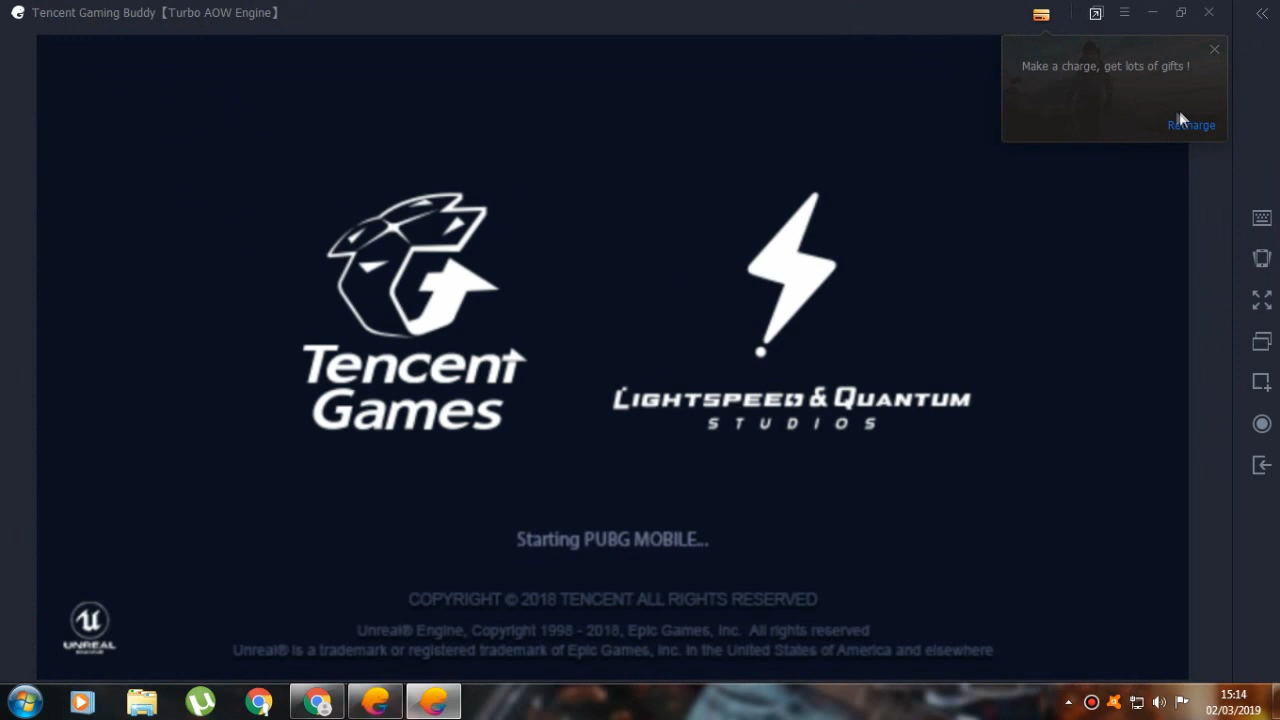 Tencent Gaming Buddy【Turbo AOW Engine】
Make a charge, get lots of gifts !
Recharge
Tencent
Games
LIGHTSPEED & QUANTUM
STUDIOS
Starting PUBG MOBILE...
COPYRIGHT © 2018 TENCENT ALL RIGHTS RESERVED
UNREAL
ENGINE
Unreal® Engine, Copyright 1998 - 2018, Epic Games, Inc. All rights reserved
Unreal® is a trademark or registered trademark of Epic Games, Inc. in the United States of America and elsewhere
15:14
02/03/2019